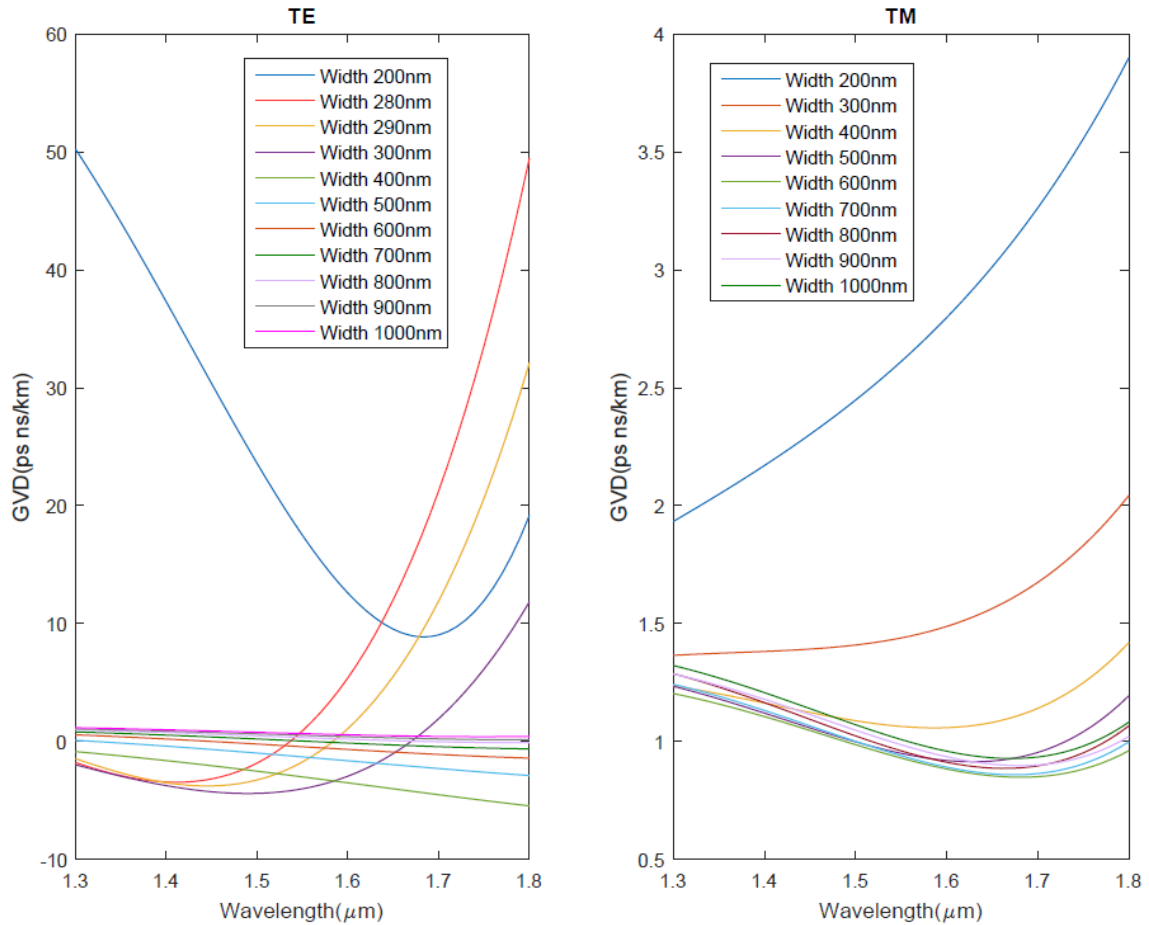 TE
60
50
40
30
20
10
0
-10
GVD(ps ns/km)
Width 200nm
Width 280nm
Width 290nm
Width 300nm
Width 400nm
Width 500nm
Width 600nm
Width 700nm
Width 800nm
Width 900nm
Width 1000nm
1.3 1.4 1.5 1.6 1.7 1.8
Wavelength(μm)
TM
4
3.5
3
2.5
2
1.5
1
0.5
GVD(ps ns/km)
Width 200nm
Width 300nm
Width 400nm
Width 500nm
Width 600nm
Width 700nm
Width 800nm
Width 900nm
Width 1000nm
1.3 1.4 1.5 1.6 1.7 1.8
Wavelength(μm)